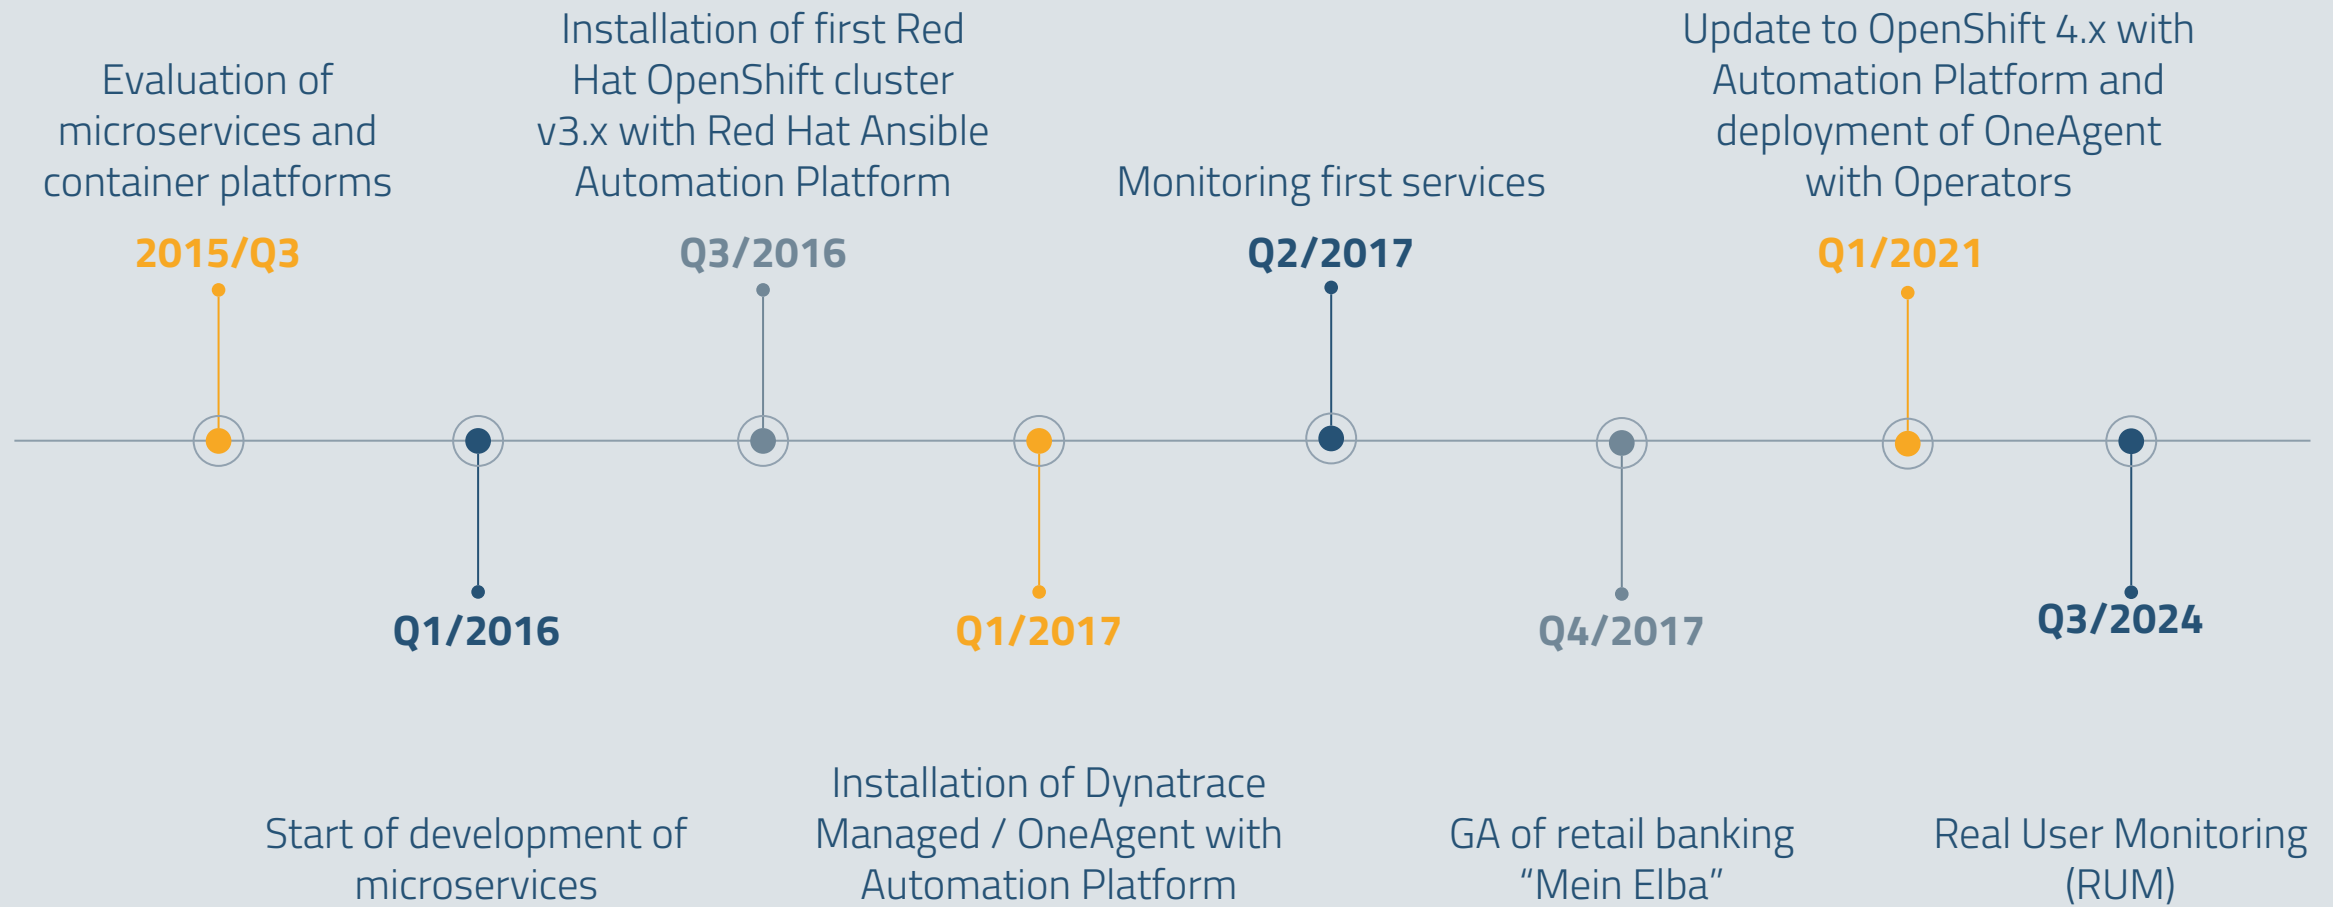 Evaluation of
microservices and
container platforms
2015/Q3
Start of development of
microservices
Q1/2016
Installation of first Red
Hat OpenShift cluster
v3.x with Red Hat Ansible
Automation Platform
Q3/2016
Q1/2017
Installation of Dynatrace
Managed / OneAgent with
Automation Platform
Monitoring first services
Q2/2017
Q4/2017
GA of retail banking
“Mein Elba”
Update to OpenShift 4.x with
Automation Platform and
deployment of OneAgent
with Operators
Q1/2021
Q3/2024
Real User Monitoring
(RUM)